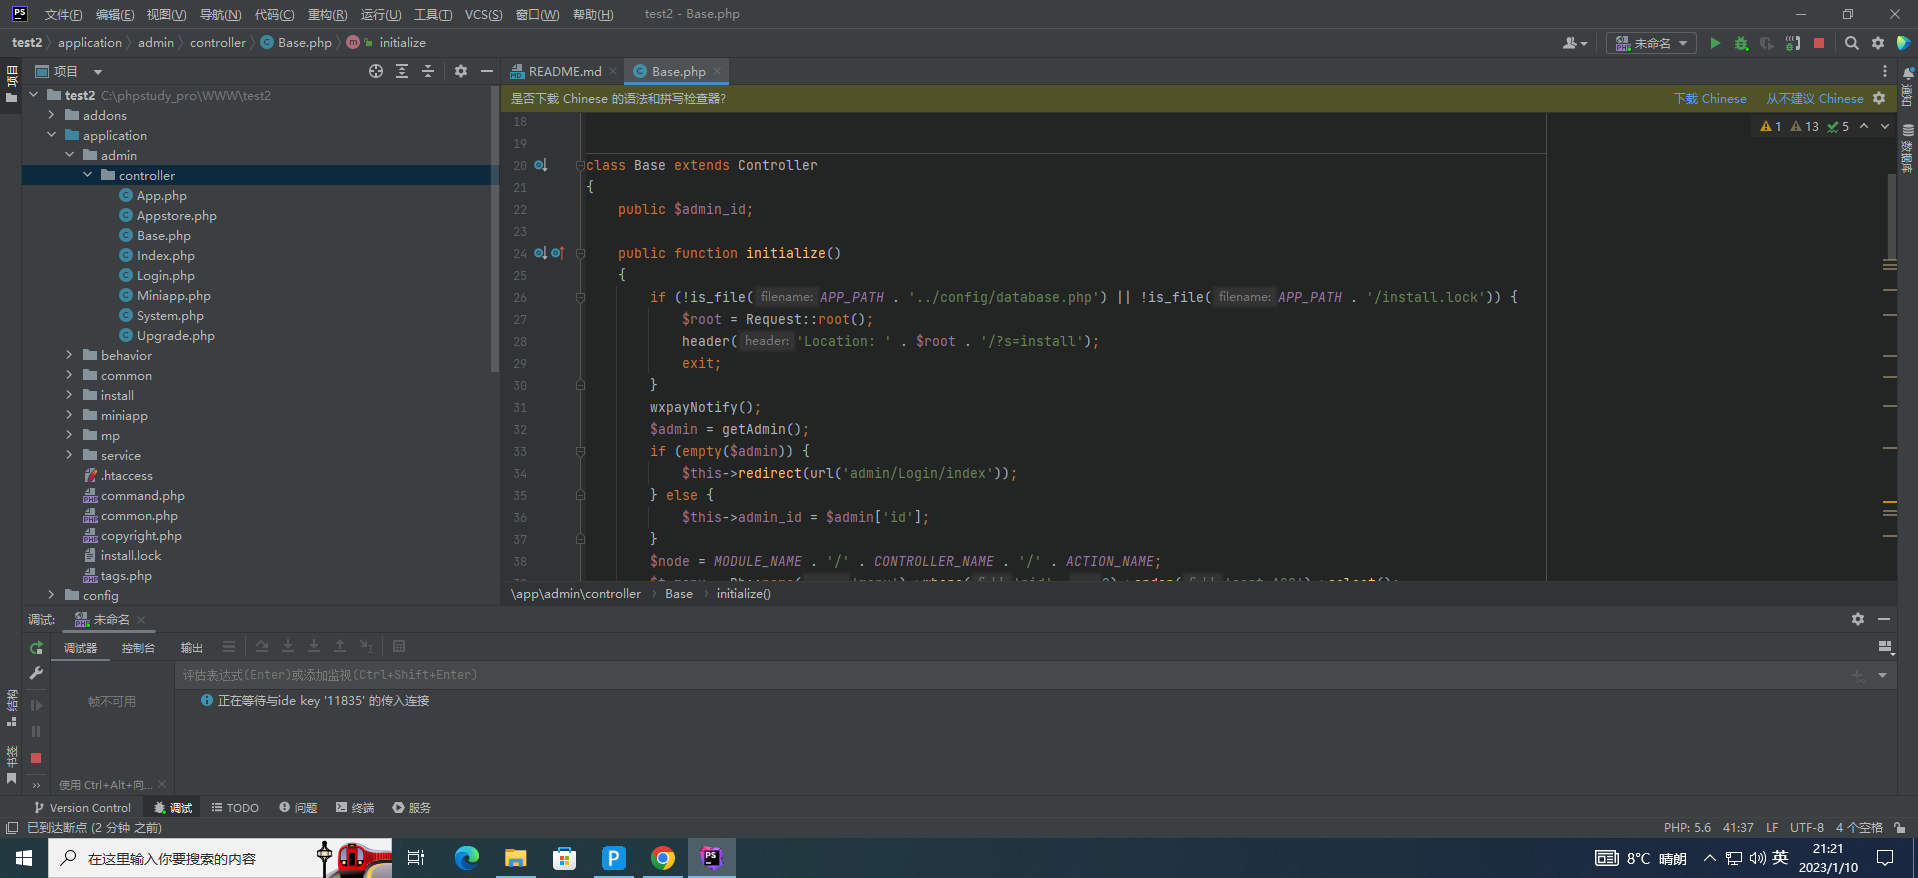 文件(F) 编辑(E) 视图(V) 导航(N) 代码(C) 重构(R) 运行(U) 工具(T) VCS(S) 窗口(W) 帮助(H) test2 - Base.php
test2 application admin controller Base.php initialize 未命名
项目
README.md Base.php
是否下载 Chinese 的语法和拼写检查器? 下载 Chinese 从不建议 Chinese
项目
通知
数据库
test2 C:\phpstudy_pro\WWW\test2
addons
application
admin
controller
App.php
Appstore.php
Base.php
Index.php
Login.php
Miniapp.php
System.php
Upgrade.php
behavior
common
install
miniapp
mp
service
.htaccess
command.php
common.php
copyright.php
install.lock
tags.php
config
1 13 5
18
19
20 class Base extends Controller
21 {
22 public $admin_id;
23
24 public function initialize()
25 {
26 if (!is_file( filename: APP_PATH . '../config/database.php') || !is_file( filename: APP_PATH . '/install.lock')) {
27 $root = Request::root();
28 header( header: 'Location: ' . $root . '/?s=install');
29 exit;
30 }
31 wxpayNotify();
32 $admin = getAdmin();
33 if (empty($admin)) {
34 $this->redirect(url('admin/Login/index'));
35 } else {
36 $this->admin_id = $admin['id'];
37 }
38 $node = MODULE_NAME . '/' . CONTROLLER_NAME . '/' . ACTION_NAME;
\app\admin\controller Base initialize()
调试: 未命名
调试器 控制台 输出
评估表达式(Enter)或添加监视(Ctrl+Shift+Enter)
帧不可用
正在等待与ide key '11835' 的传入连接
结构
书签
使用 Ctrl+Alt+向...
Version Control 调试 TODO 问题 终端 服务
已到达断点 (2 分钟 之前) PHP: 5.6 41:37 LF UTF-8 4 个空格
在这里输入你要搜索的内容
8°C 晴朗 英 21:21
2023/1/10